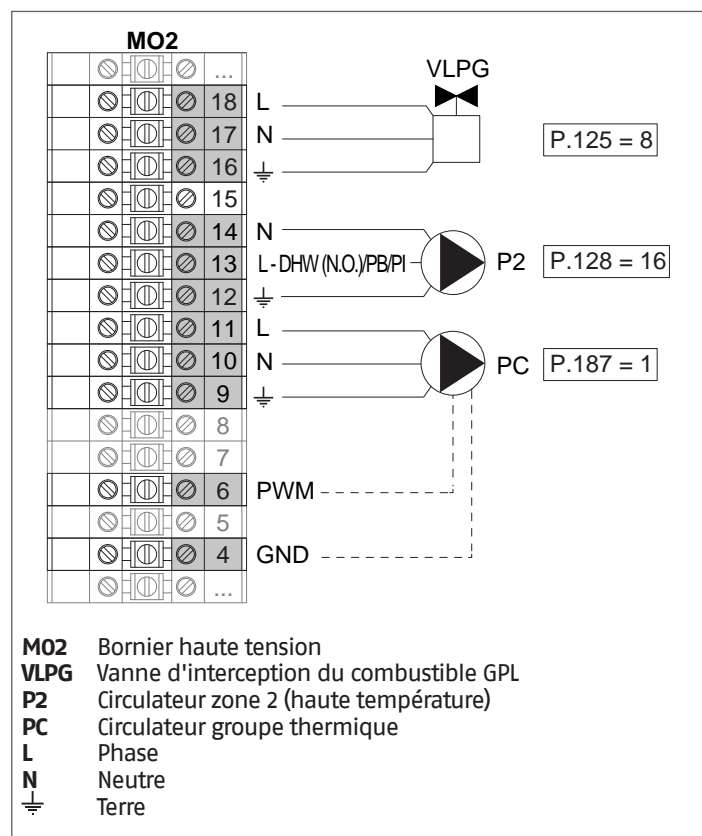 MO2
...
VLPG
18 L
17 N
P.125 = 8
16
15
14 N
13 L - DHW (N.O.)/PB/PI P2 P.128 = 16
12
11 L
10 N PC P.187 = 1
9
8
7
6 PWM
5
4 GND
...
MO2 Bornier haute tension
VLPG Vanne d'interception du combustible GPL
P2 Circulateur zone 2 (haute température)
PC Circulateur groupe thermique
L Phase
N Neutre
Terre